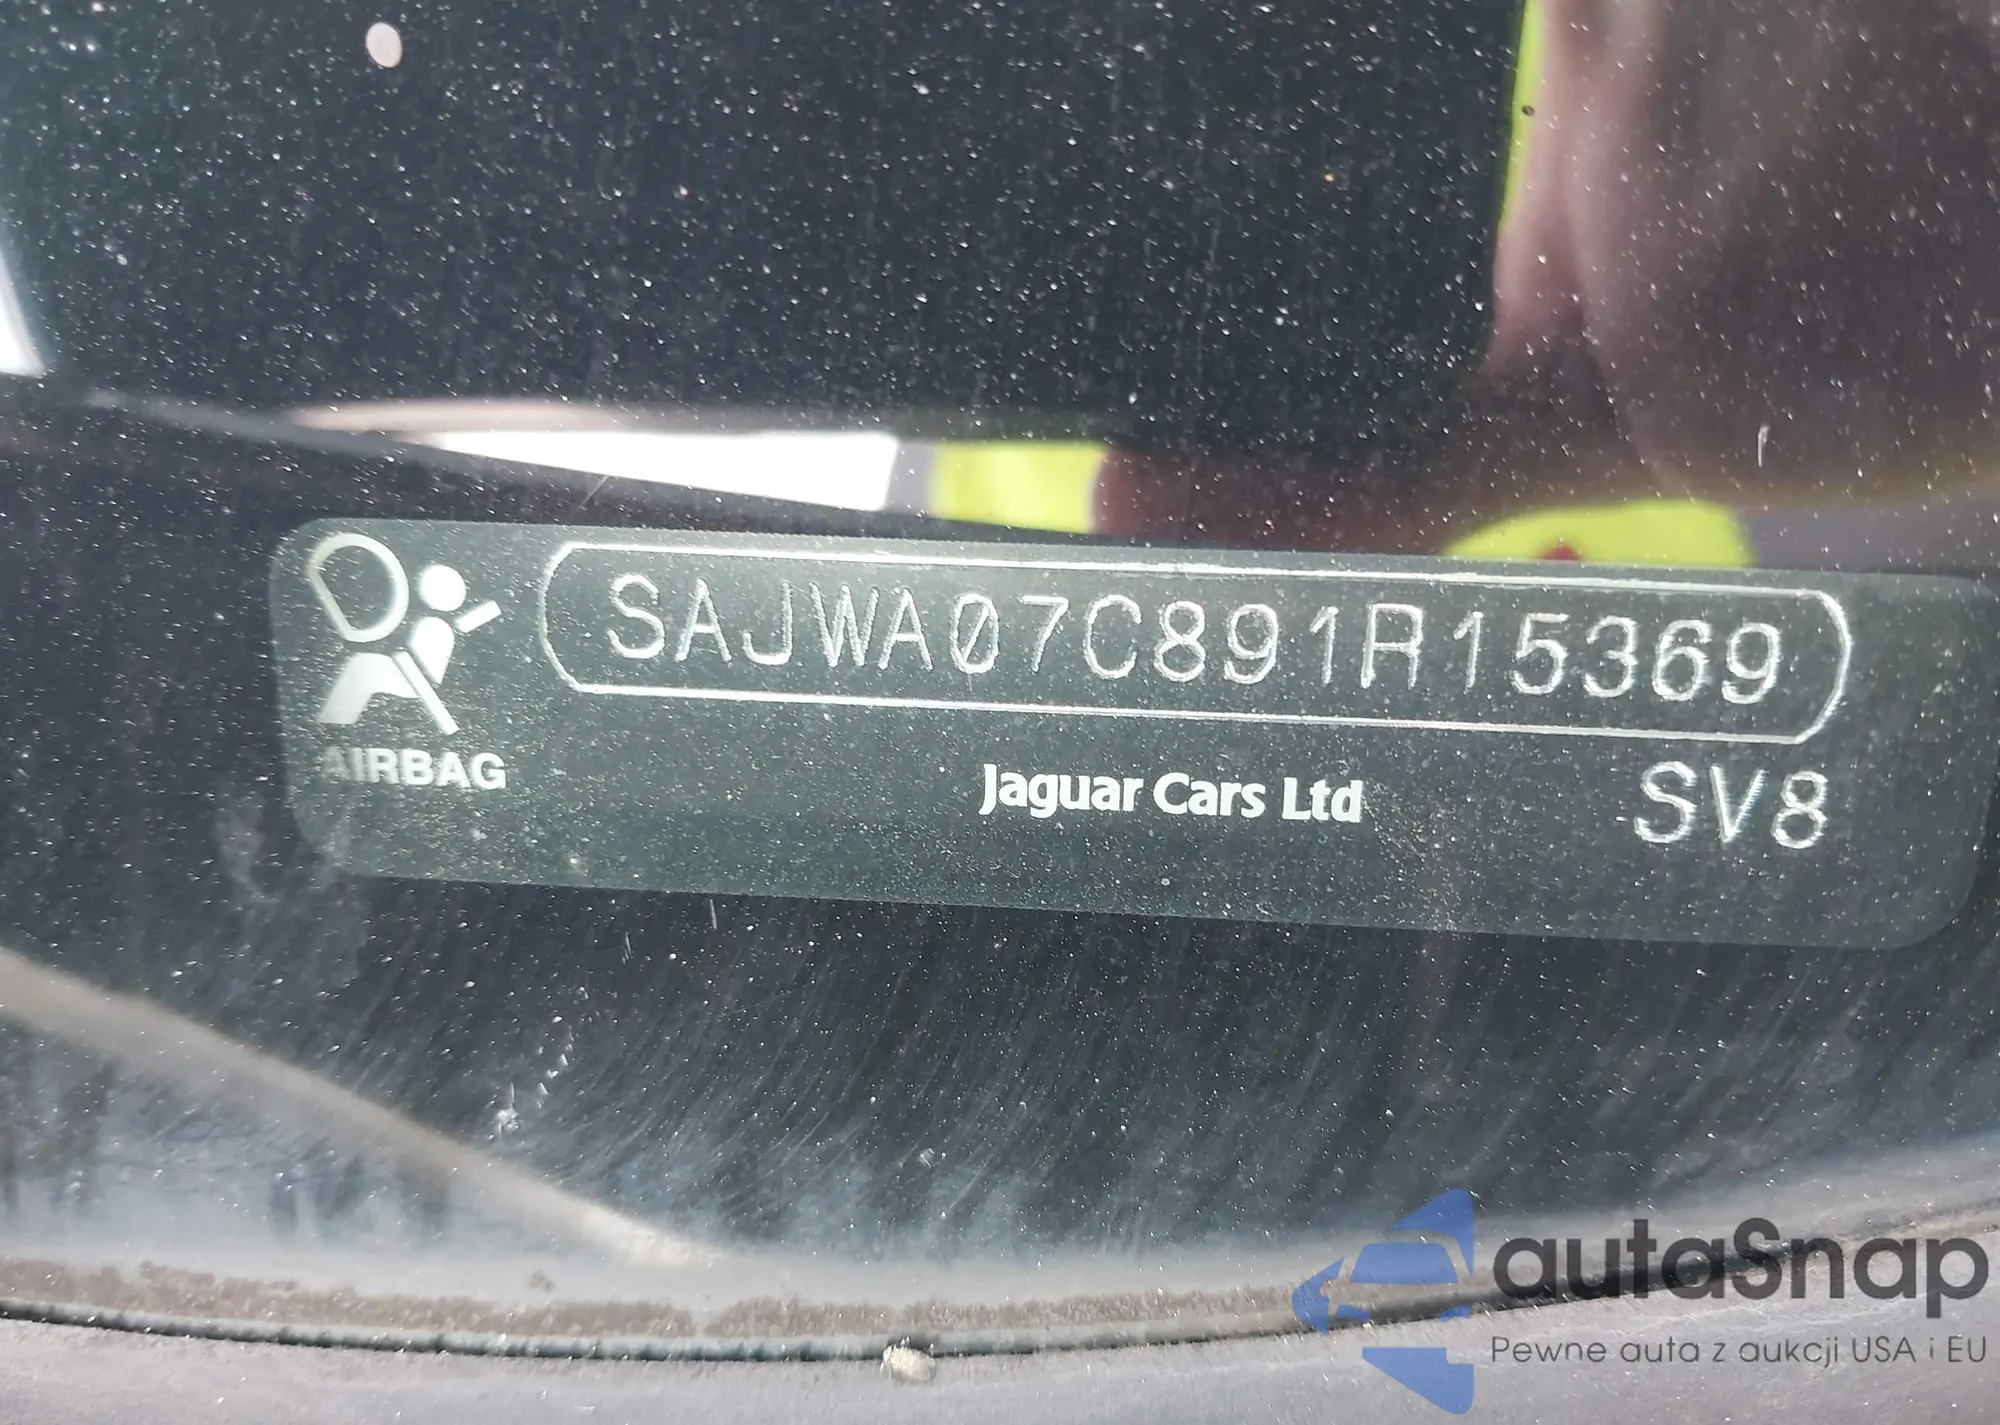 SAJWA07C891R15369
AIRBAG
Jaguar Cars Ltd
SV8
autaSnap
Pewne auta z aukcji USA i EU